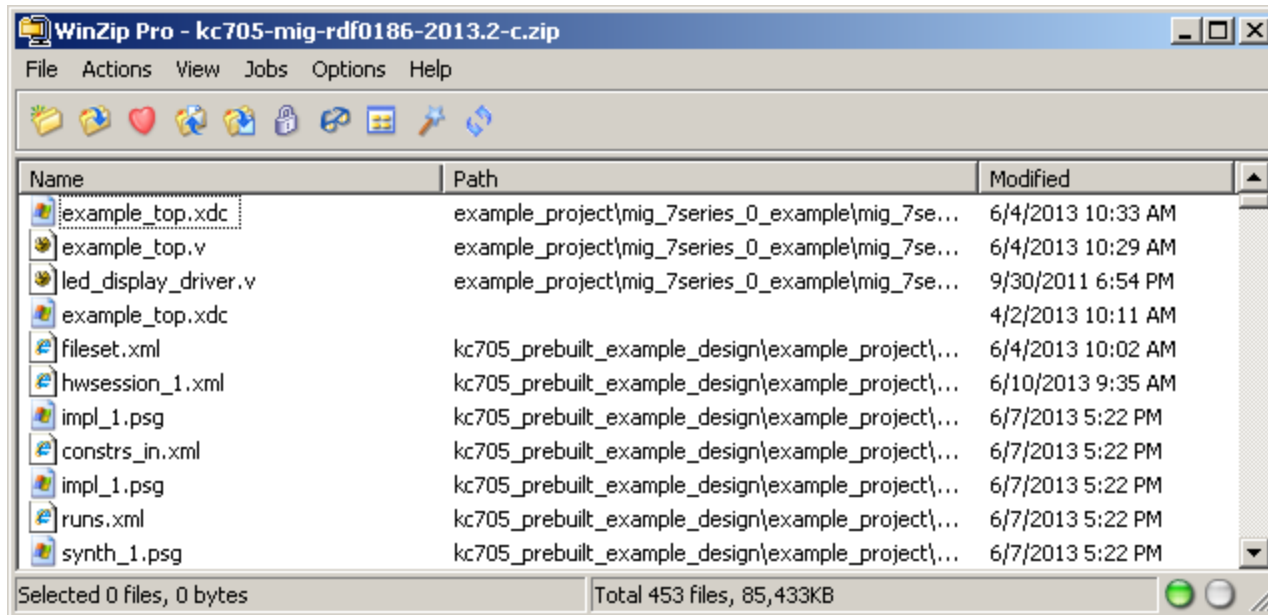 WinZip Pro - kc705-mig-rdf0186-2013.2-c.zip
File Actions View Jobs Options Help
Name Path Modified
example_top.xdc example_project\mig_7series_0_example\mig_7se... 6/4/2013 10:33 AM
example_top.v example_project\mig_7series_0_example\mig_7se... 6/4/2013 10:29 AM
led_display_driver.v example_project\mig_7series_0_example\mig_7se... 9/30/2011 6:54 PM
example_top.xdc 4/2/2013 10:11 AM
fileset.xml kc705_prebuilt_example_design\example_project\... 6/4/2013 10:02 AM
hwsession_1.xml kc705_prebuilt_example_design\example_project\... 6/10/2013 9:35 AM
impl_1.psg kc705_prebuilt_example_design\example_project\... 6/7/2013 5:22 PM
constrs_in.xml kc705_prebuilt_example_design\example_project\... 6/7/2013 5:22 PM
impl_1.psg kc705_prebuilt_example_design\example_project\... 6/7/2013 5:22 PM
runs.xml kc705_prebuilt_example_design\example_project\... 6/7/2013 5:22 PM
synth_1.psg kc705_prebuilt_example_design\example_project\... 6/7/2013 5:22 PM
Selected 0 files, 0 bytes Total 453 files, 85,433KB